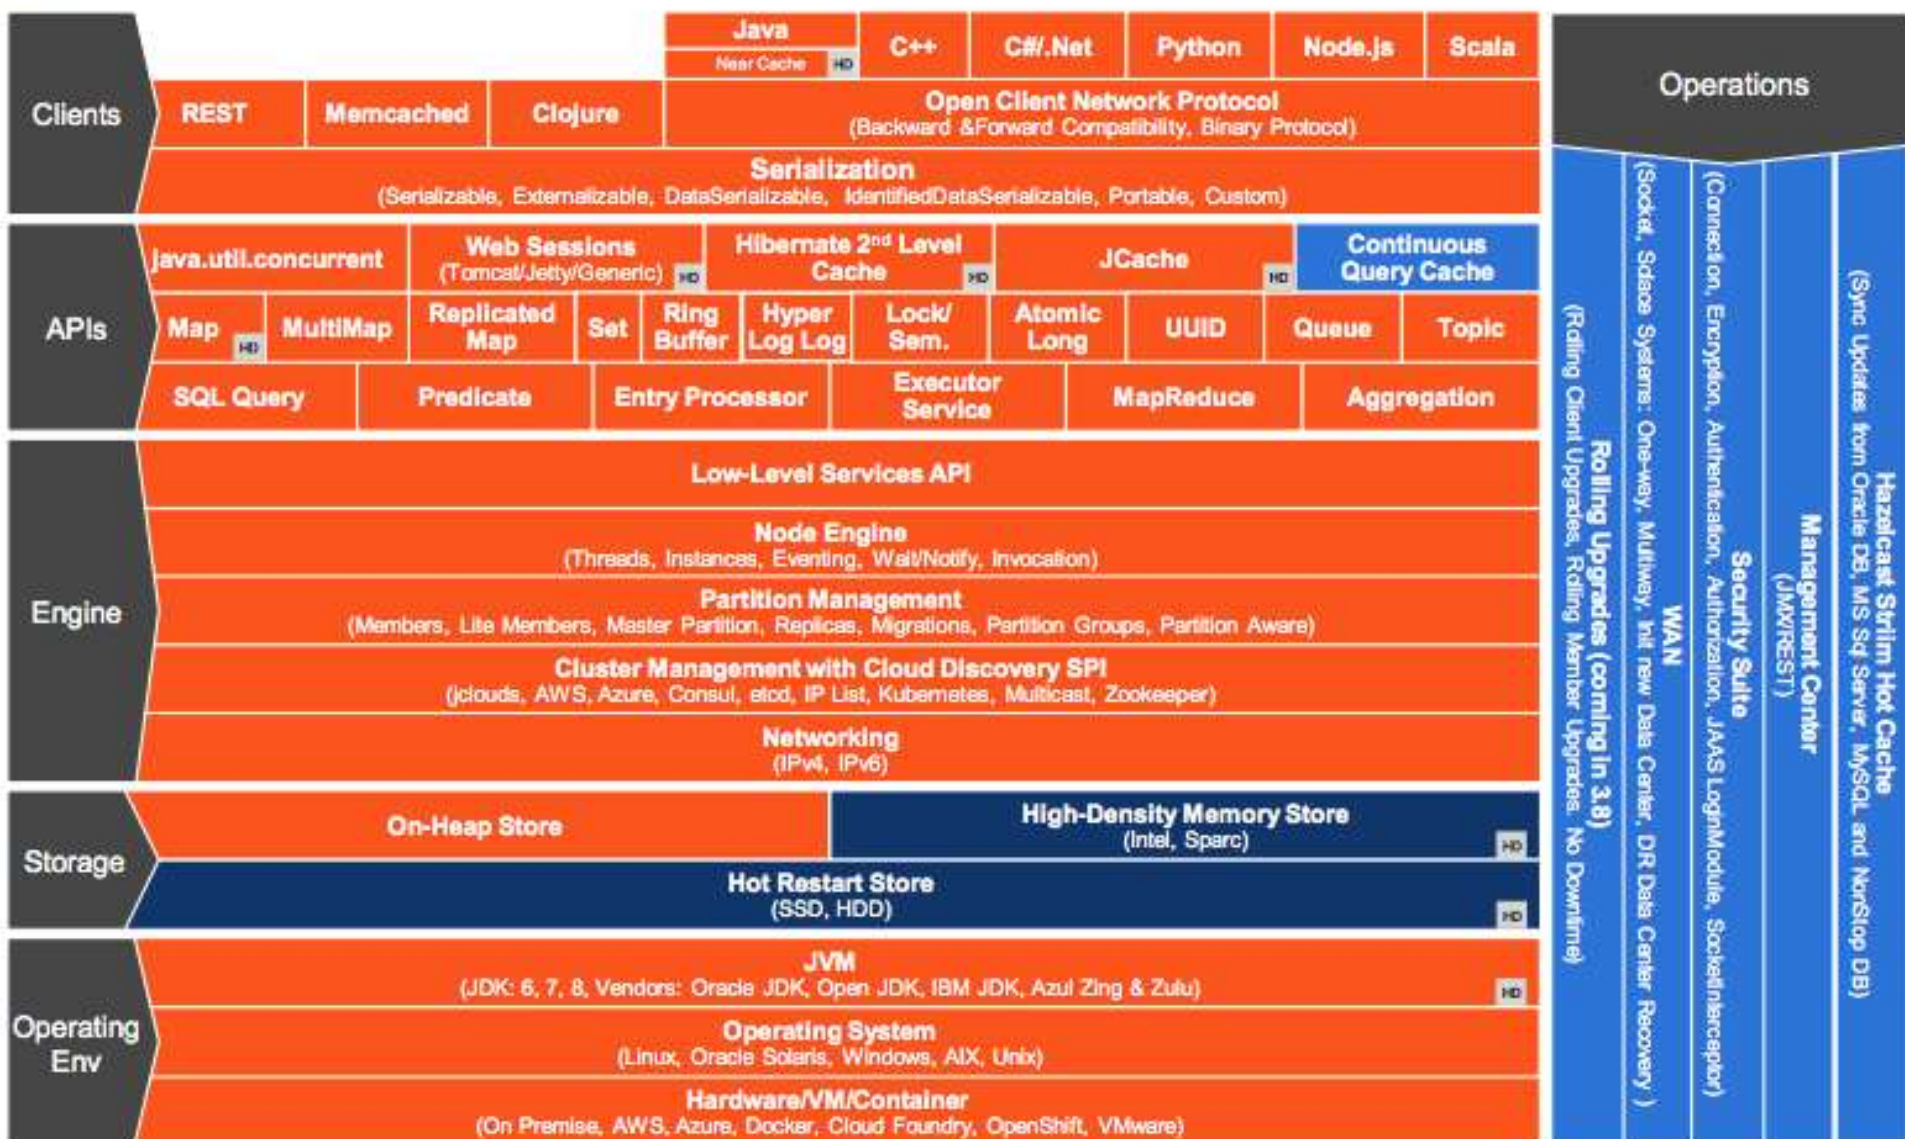 Clients
Java
Near Cache HD
C++
C#/.Net
Python
Node.js
Scala
REST
Memcached
Clojure
Open Client Network Protocol
(Backward &Forward Compatibility, Binary Protocol)
Serialization
(Serializable, Externalizable, DataSerializable, IdentifiedDataSerializable, Portable, Custom)
APIs
java.util.concurrent
Web Sessions
(Tomcat/Jetty/Generic) HD
Hibernate 2nd Level
Cache HD
JCache HD
Continuous
Query Cache
Map HD
MultiMap
Replicated
Map
Set
Ring
Buffer
Hyper
Log Log
Lock/
Sem.
Atomic
Long
UUID
Queue
Topic
SQL Query
Predicate
Entry Processor
Executor
Service
MapReduce
Aggregation
Engine
Low-Level Services API
Node Engine
(Threads, Instances, Eventing, Wait/Notify, Invocation)
Partition Management
(Members, Lite Members, Master Partition, Replicas, Migrations, Partition Groups, Partition Aware)
Cluster Management with Cloud Discovery SPI
(jclouds, AWS, Azure, Consul, etcd, IP List, Kubernetes, Multicast, Zookeeper)
Networking
(IPv4, IPv6)
Storage
On-Heap Store
High-Density Memory Store
(Intel, Sparc)
HD
Hot Restart Store
(SSD, HDD)
HD
Operating
Env
JVM
(JDK: 6, 7, 8, Vendors: Oracle JDK, Open JDK, IBM JDK, Azul Zing & Zulu)
HD
Operating System
(Linux, Oracle Solaris, Windows, AIX, Unix)
Hardware/VM/Container
(On Premise, AWS, Azure, Docker, Cloud Foundry, OpenShift, VMware)
Operations
Rolling Upgrades (coming in 3.8)
(Rolling Client Upgrades, Rolling Member Upgrades. No Downtime)
WAN
(Socket, Solace Systems: One-way, Multiway, Init new Data Center, DR Data Center Recovery )
Security Suite
(Connection, Encryption, Authentication, Authorization, JAAS LoginModule, SocketInterceptor)
Management Center
(JMX/REST)
Hazelcast Striim Hot Cache
(Sync Updates from Oracle DB, MS Sql Server, MySQL and NonStop DB)